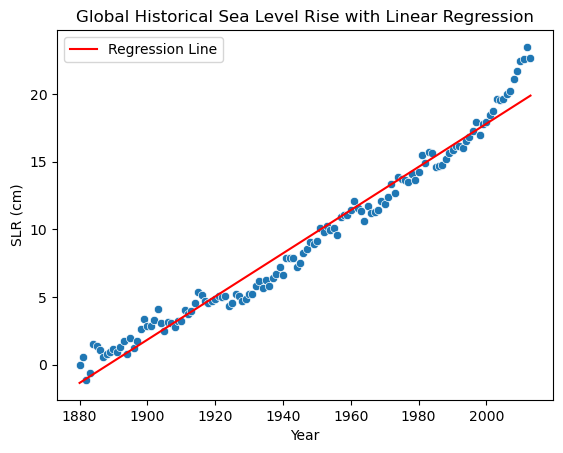 Global Historical Sea Level Rise with Linear Regression
Regression Line
SLR (cm)
20
15
10
5
0
1880 1900 1920 1940 1960 1980 2000
Year